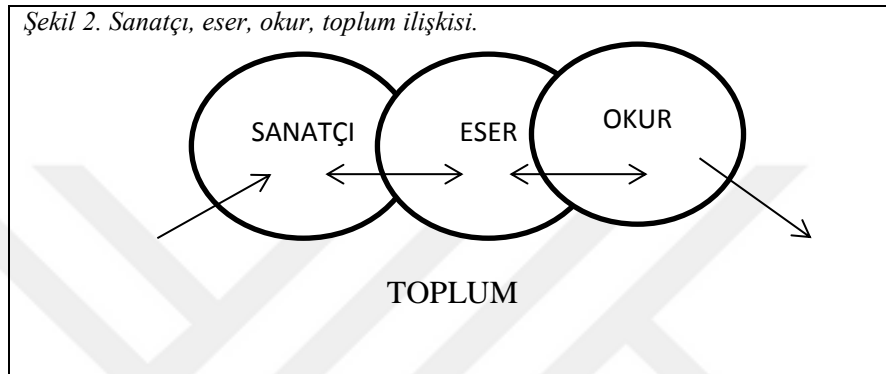 Şekil 2. Sanatçı, eser, okur, toplum ilişkisi.
SANATÇI
ESER
OKUR
TOPLUM